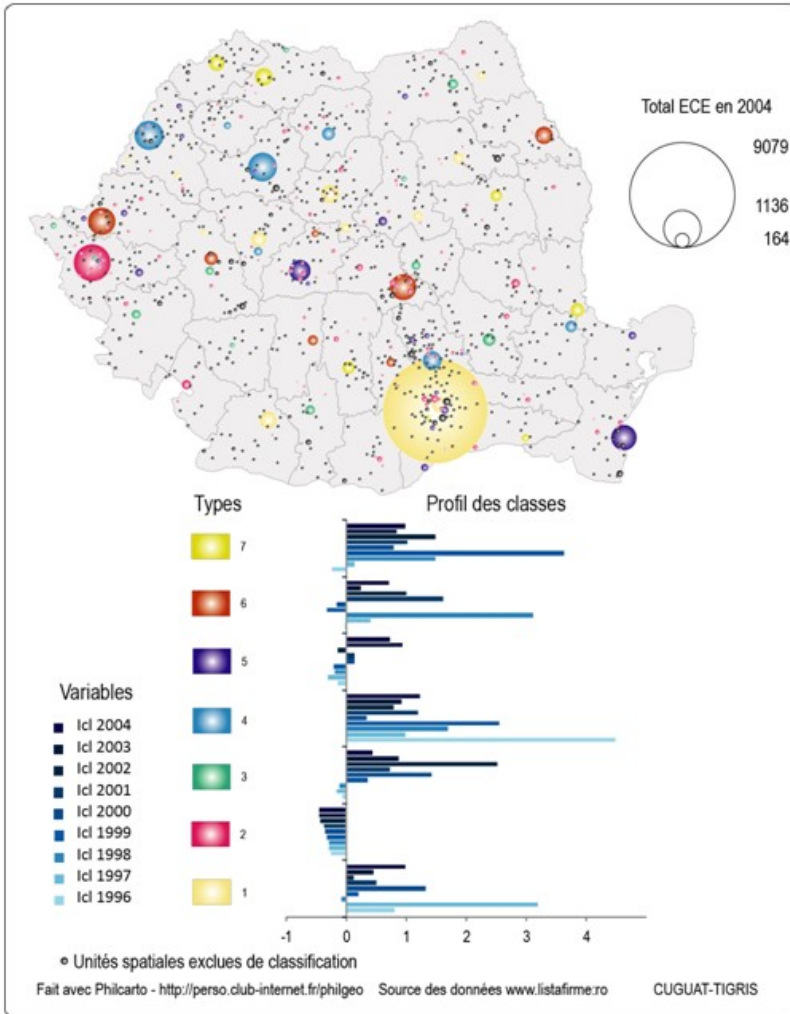 Total ECE en 2004
9079
1136
164
Types
Profil des classes
7
6
5
4
3
2
1
Variables
Icl 2004
Icl 2003
Icl 2002
Icl 2001
Icl 2000
Icl 1999
Icl 1998
Icl 1997
Icl 1996
-1 0 1 2 3 4
Unités spatiales exclues de classification
Fait avec Philcarto - http://perso.club-internet.fr/philgeo Source des données www.listafirme:ro CUGUAT-TIGRIS